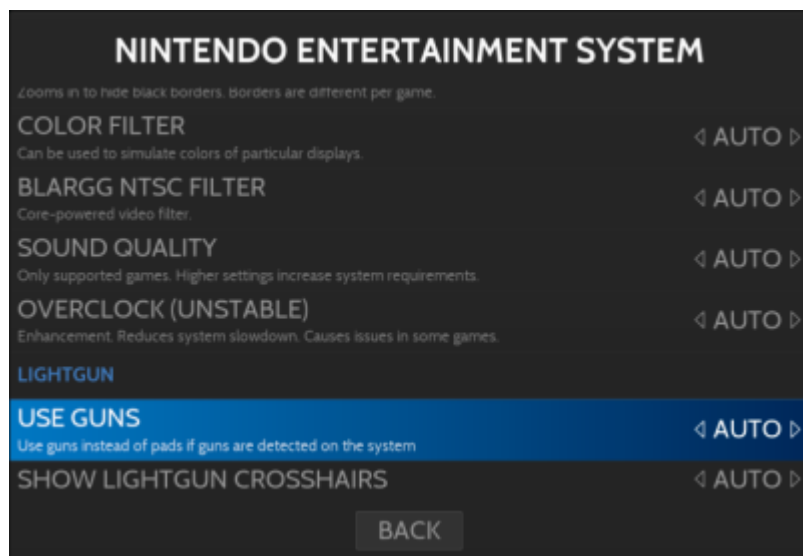 NINTENDO ENTERTAINMENT SYSTEM
Zooms in to hide black borders. Borders are different per game.
COLOR FILTER
Can be used to simulate colors of particular displays.
AUTO
BLARGG NTSC FILTER
Core-powered video filter.
AUTO
SOUND QUALITY
Only supported games. Higher settings increase system requirements.
AUTO
OVERCLOCK (UNSTABLE)
Enhancement. Reduces system slowdown. Causes issues in some games.
AUTO
LIGHTGUN
USE GUNS
Use guns instead of pads if guns are detected on the system
AUTO
SHOW LIGHTGUN CROSSHAIRS
AUTO
BACK